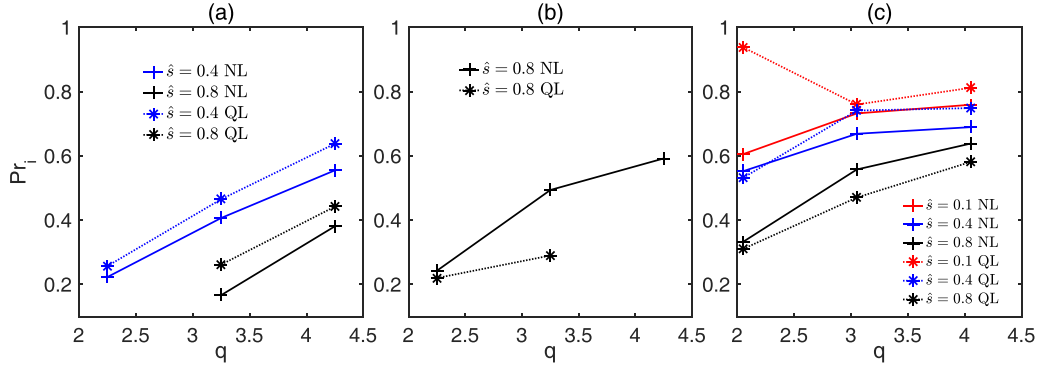 (a)
(b)
(c)
Pr_i
1
0.8
0.6
0.4
0.2
2 2.5 3 3.5 4 4.5
q
ŝ = 0.4 NL
ŝ = 0.8 NL
ŝ = 0.4 QL
ŝ = 0.8 QL
1
0.8
0.6
0.4
0.2
2 2.5 3 3.5 4 4.5
q
ŝ = 0.8 NL
ŝ = 0.8 QL
1
0.8
0.6
0.4
0.2
2 2.5 3 3.5 4 4.5
q
ŝ = 0.1 NL
ŝ = 0.4 NL
ŝ = 0.8 NL
ŝ = 0.1 QL
ŝ = 0.4 QL
ŝ = 0.8 QL